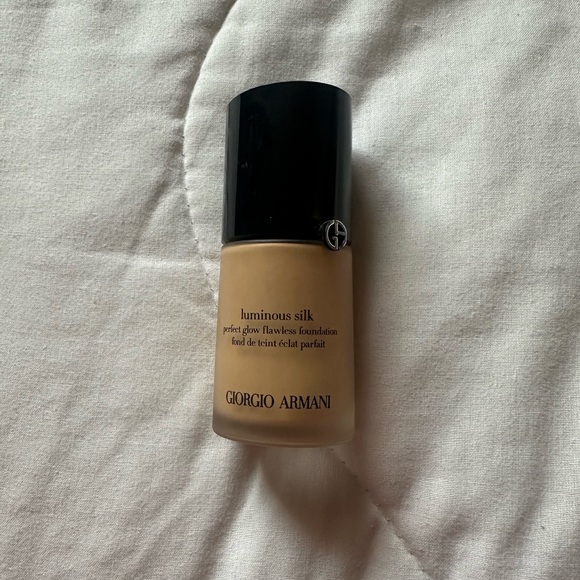 luminous silk
perfect glow flawless foundation
fond de teint éclat parfait
GIORGIO ARMANI